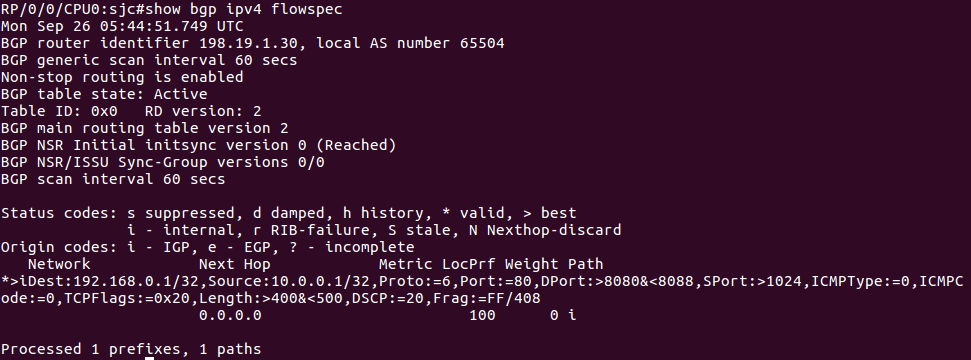 RP/0/0/CPU0:sjc#show bgp ipv4 flowspec
Mon Sep 26 05:44:51.749 UTC
BGP router identifier 198.19.1.30, local AS number 65504
BGP generic scan interval 60 secs
Non-stop routing is enabled
BGP table state: Active
Table ID: 0x0   RD version: 2
BGP main routing table version 2
BGP NSR Initial initsync version 0 (Reached)
BGP NSR/ISSU Sync-Group versions 0/0
BGP scan interval 60 secs

Status codes: s suppressed, d damped, h history, * valid, > best
              i - internal, r RIB-failure, S stale, N Nexthop-discard
Origin codes: i - IGP, e - EGP, ? - incomplete
   Network            Next Hop            Metric LocPrf Weight Path
*>iDest:192.168.0.1/32,Source:10.0.0.1/32,Proto:=6,Port:=80,DPort:>8080&<8088,SPort:>1024,ICMPType:=0,ICMPC
ode:=0,TCPFlags:=0x20,Length:>400&<500,DSCP:=20,Frag:=FF/408
                      0.0.0.0                       100      0 i

Processed 1 prefixes, 1 paths